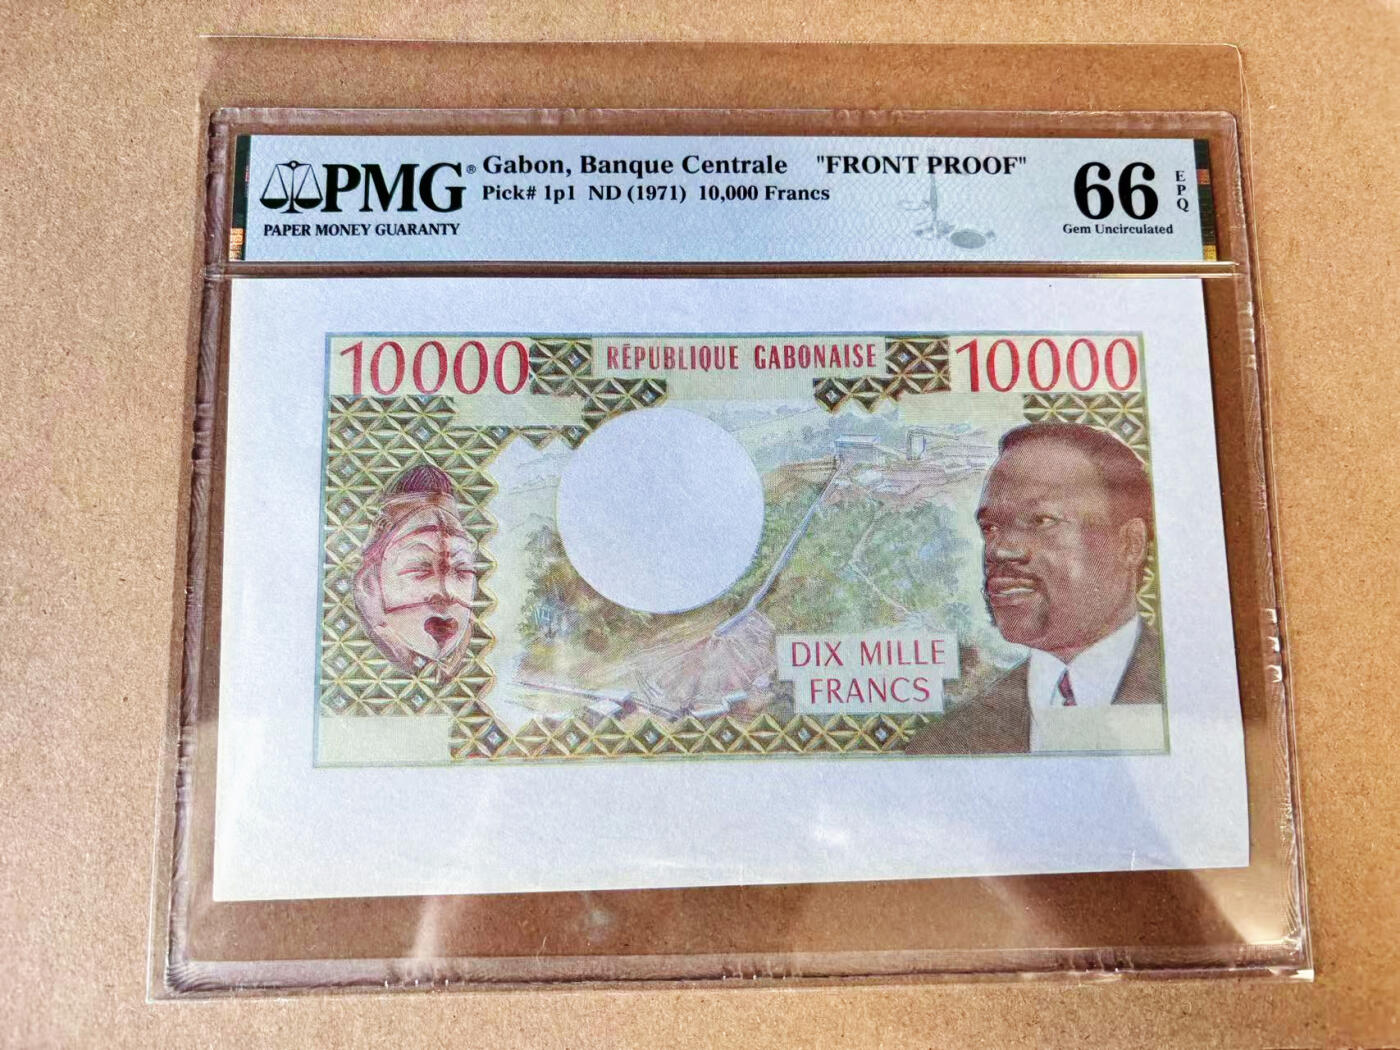 PMG®
PAPER MONEY GUARANTY
Gabon, Banque Centrale "FRONT PROOF"
Pick# 1p1 ND (1971) 10,000 Francs
66 EPQ
Gem Uncirculated
10000 RÉPUBLIQUE GABONAISE 10000
DIX MILLE
FRANCS